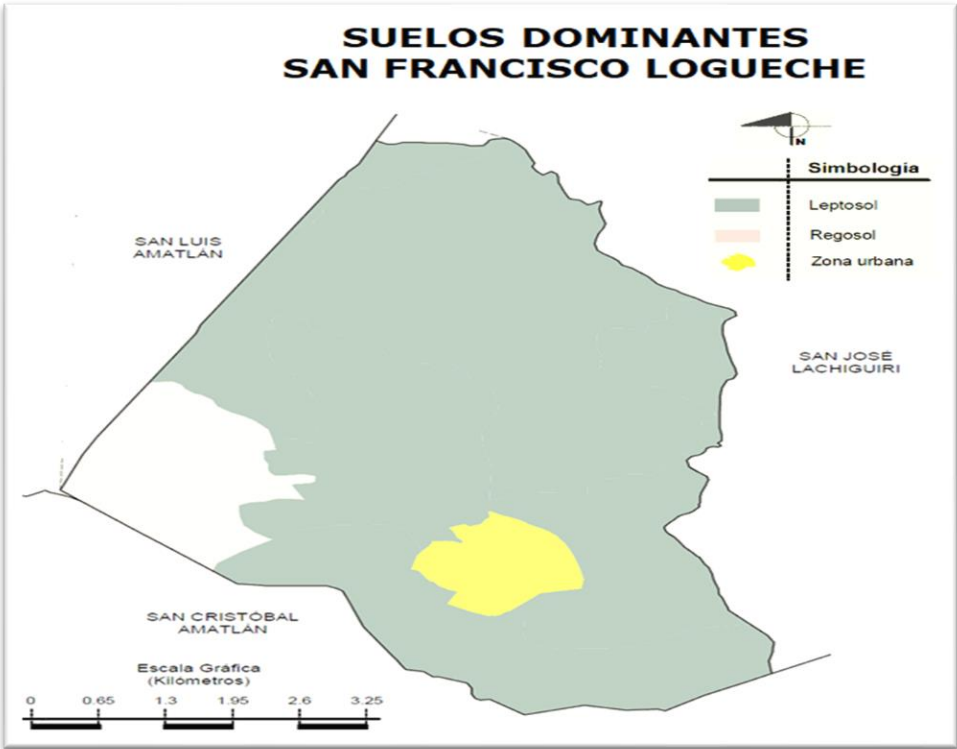 SUELOS DOMINANTES
SAN FRANCISCO LOGUECHE
N
Simbologia
Leptosol
Regosol
Zona urbana
SAN LUIS
AMATLÁN
SAN JOSÉ
LACHIGUIRI
SAN CRISTÓBAL
AMATLÁN
Escala Gráfica
(Kilómetros)
0 0.65 1.3 1.95 2.6 3.25